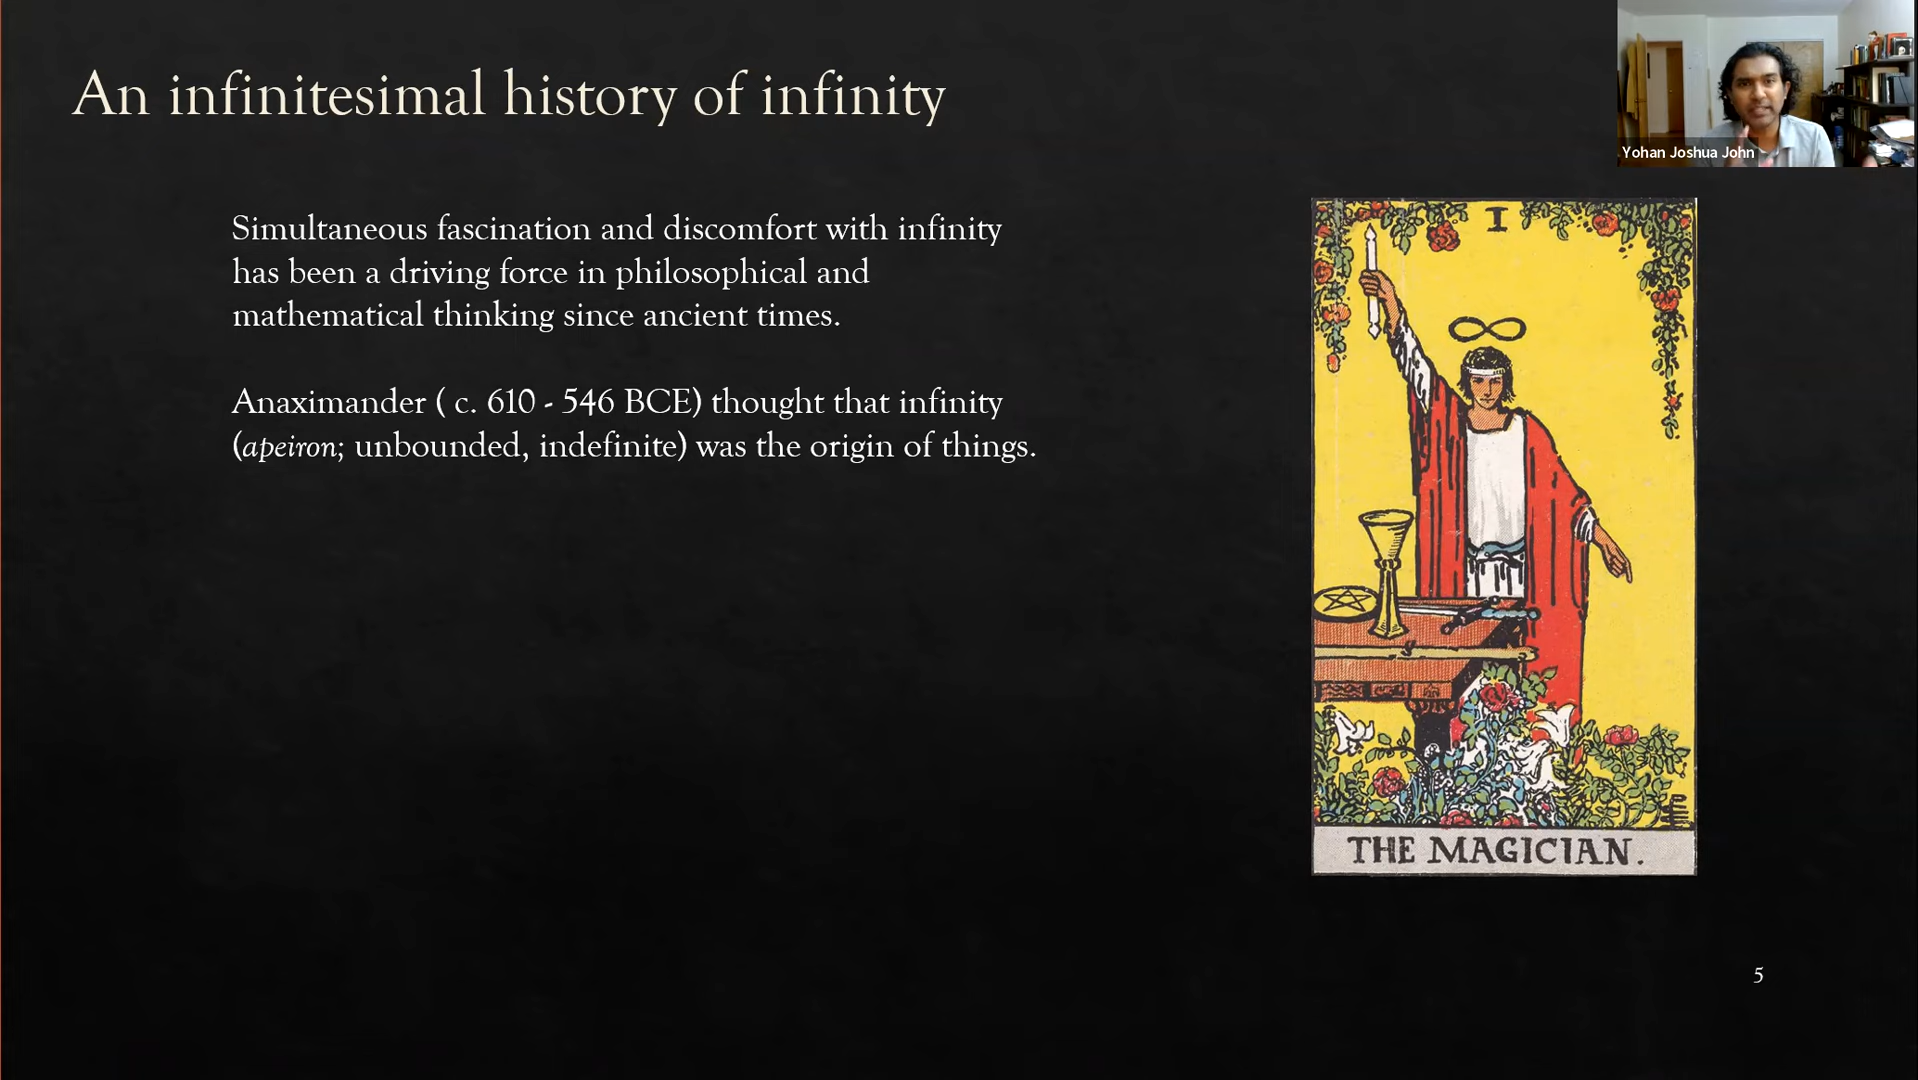 An infinitesimal history of infinity
Yohan Joshua John
Simultaneous fascination and discomfort with infinity
has been a driving force in philosophical and
mathematical thinking since ancient times.
Anaximander ( c. 610 - 546 BCE) thought that infinity
(apeiron; unbounded, indefinite) was the origin of things.
I
THE MAGICIAN.
5